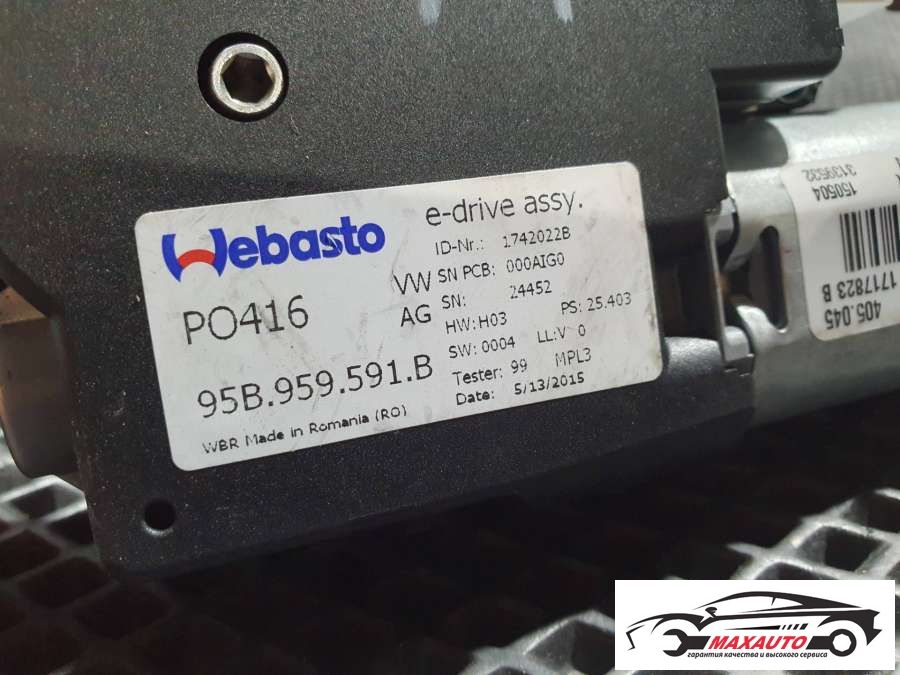 Webasto
e-drive assy.
PO416
VW
AG
95B.959.591.B
WBR Made in Romania (RO)
ID-Nr.: 1742022B
SN PCB: 000AIG0
SN: 24452
HW: H03 PS: 25.403
SW: 0004 LL:V 0
Tester: 99 MPL3
Date: 5/13/2015
3139532
150504
405.045
1717823 B
MAXAUTO
гарантия качества и высокого сервиса